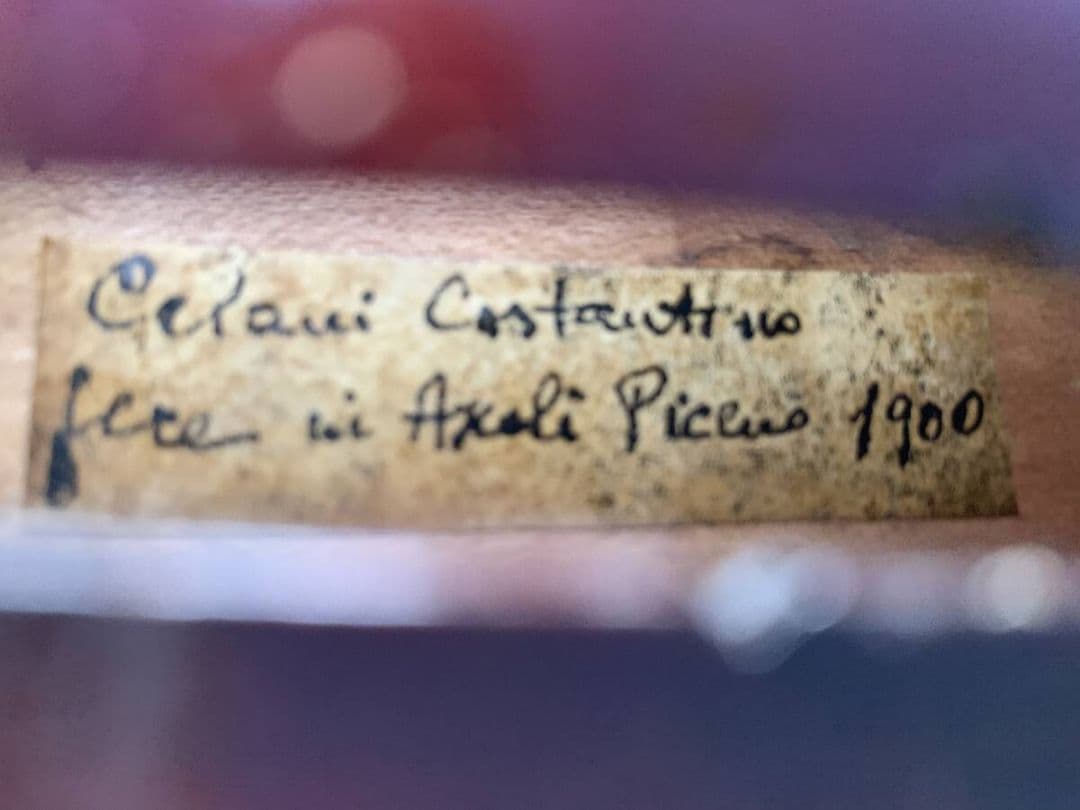 Celani Costantino
fece in Ascoli Piceno 1900